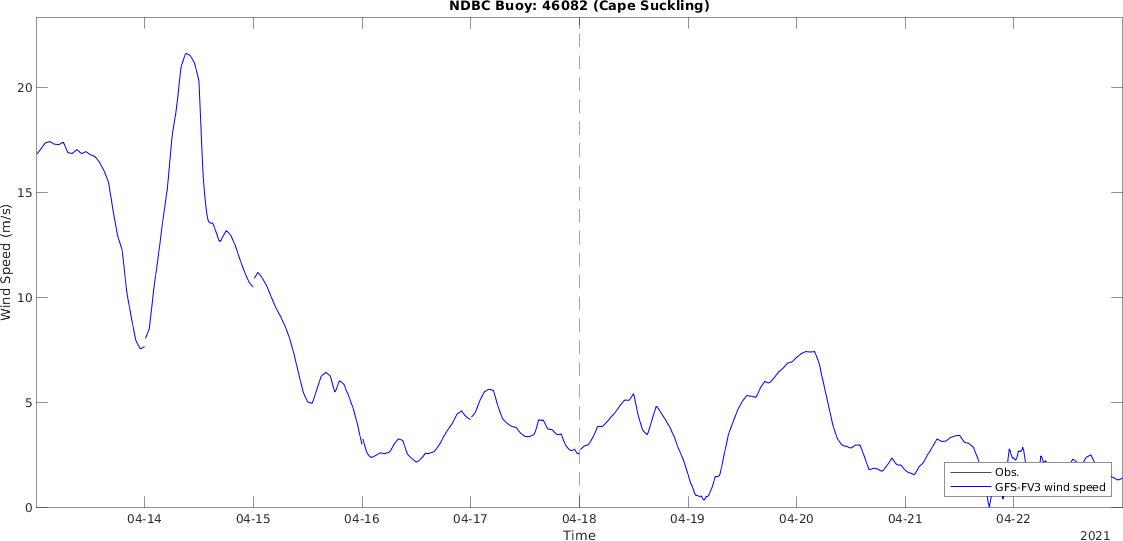 NDBC Buoy: 46082 (Cape Suckling)
Wind Speed (m/s)
20
15
10
5
0
04-14 04-15 04-16 04-17 04-18 04-19 04-20 04-21 04-22
Time
2021
Obs.
GFS-FV3 wind speed